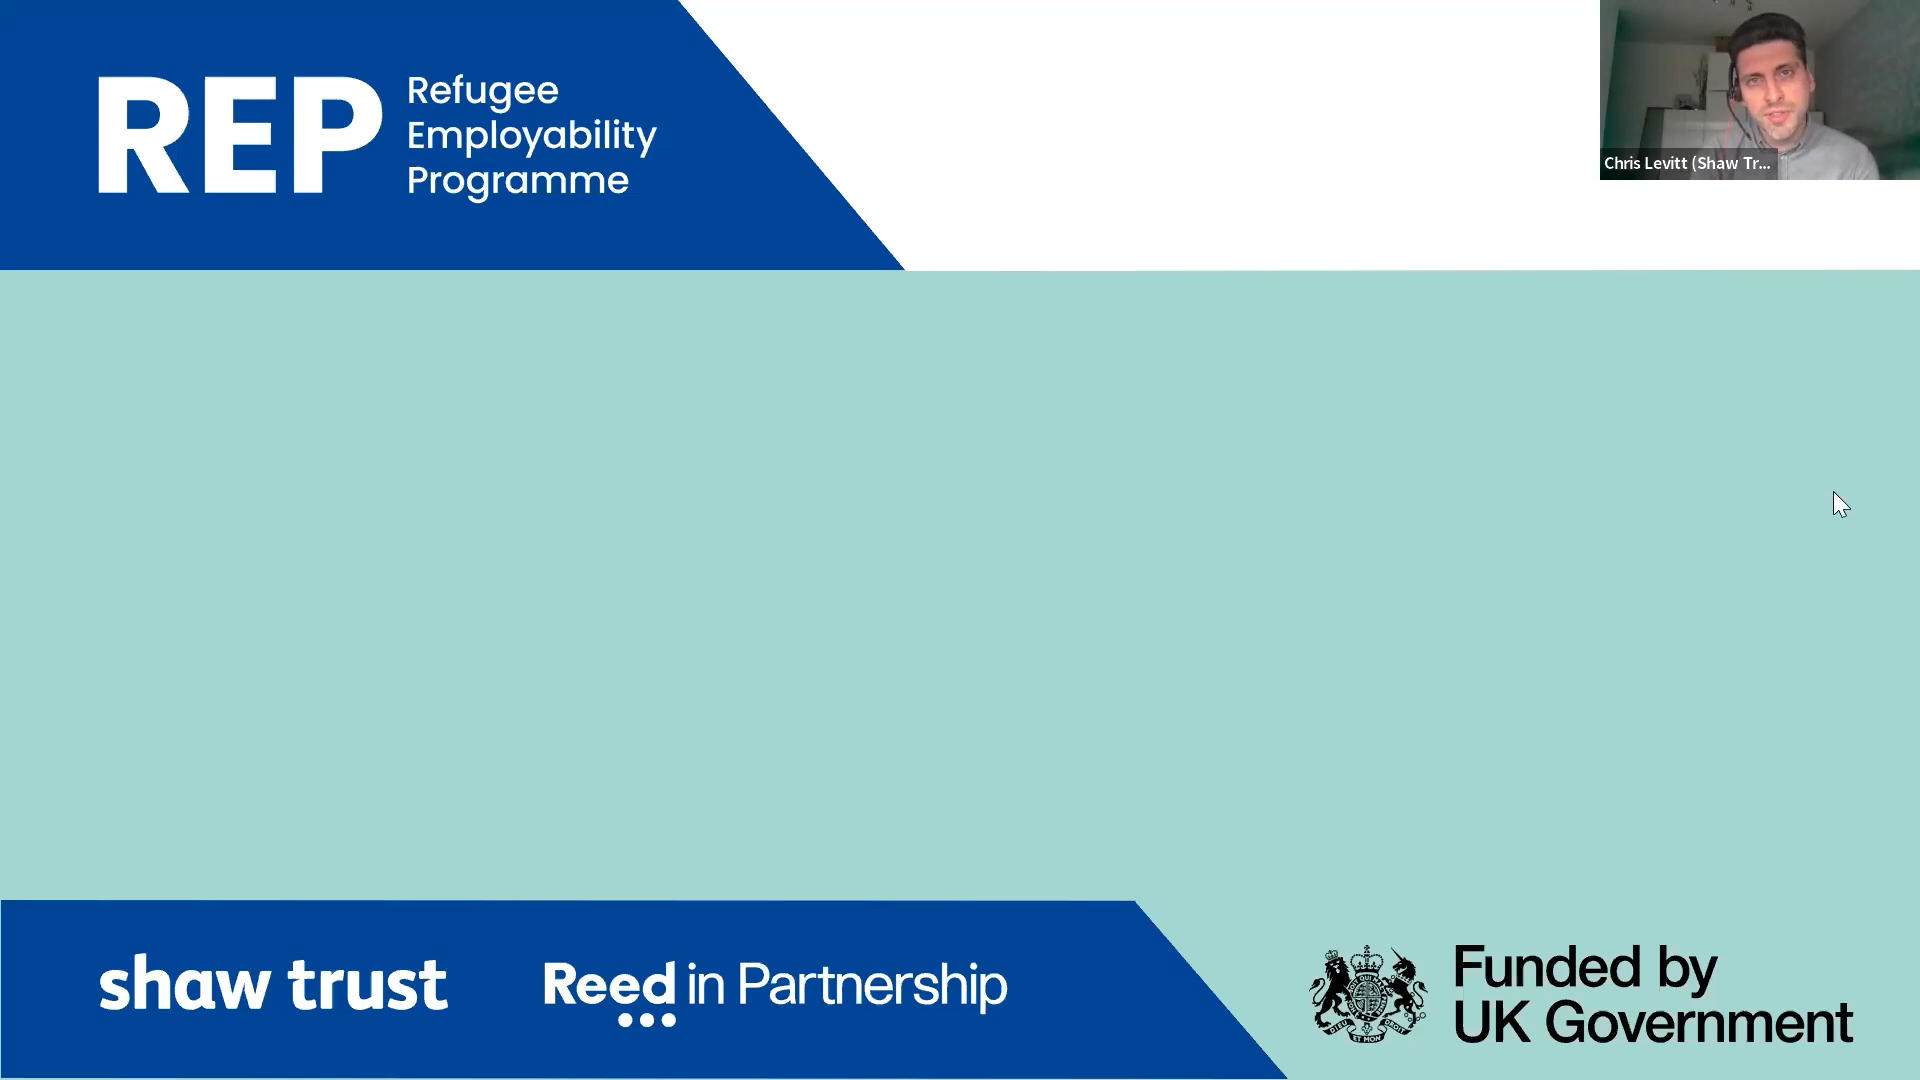 REP
Refugee
Employability
Programme
Chris Levitt (Shaw Tr...
shaw trust
Reed in Partnership
Funded by
UK Government